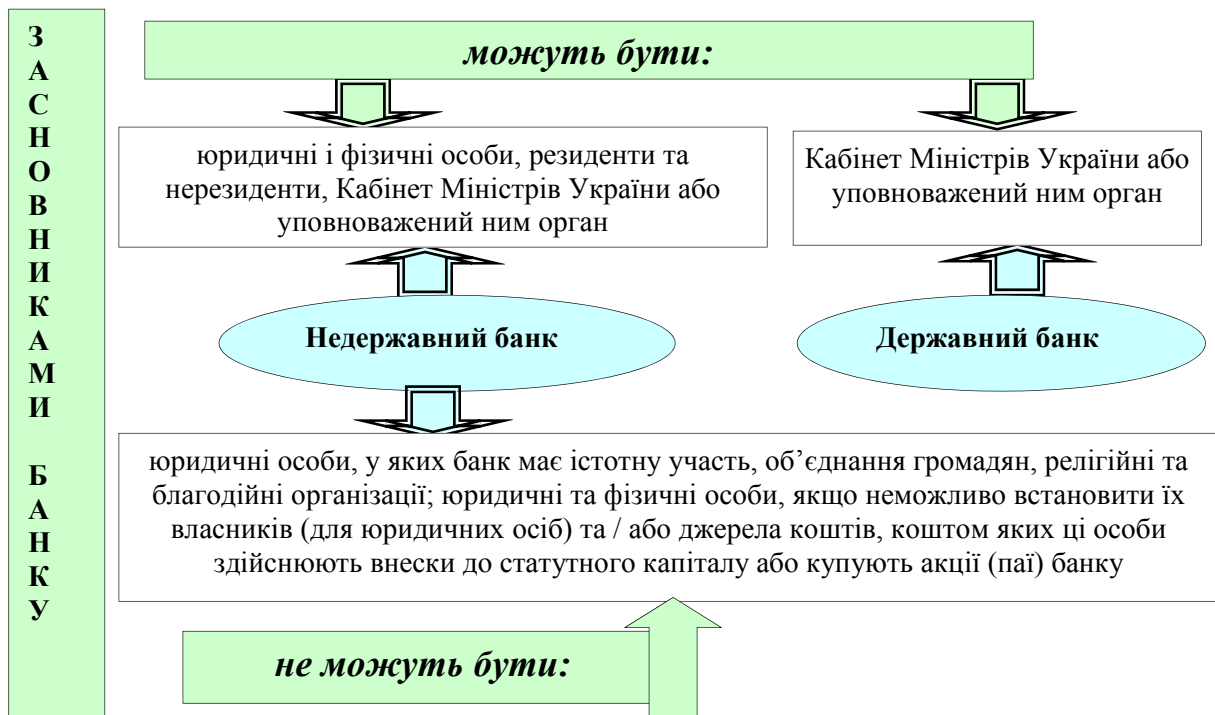 ЗАСНОВНИКАМИ БАНКУ
можуть бути:
юридичні і фізичні особи, резиденти та
нерезиденти, Кабінет Міністрів України або
уповноважений ним орган
Кабінет Міністрів України або
уповноважений ним орган
Недержавний банк
Державний банк
юридичні особи, у яких банк має істотну участь, об’єднання громадян, релігійні та
благодійні організації; юридичні та фізичні особи, якщо неможливо встановити їх
власників (для юридичних осіб) та / або джерела коштів, коштом яких ці особи
здійснюють внески до статутного капіталу або купують акції (паї) банку
не можуть бути: